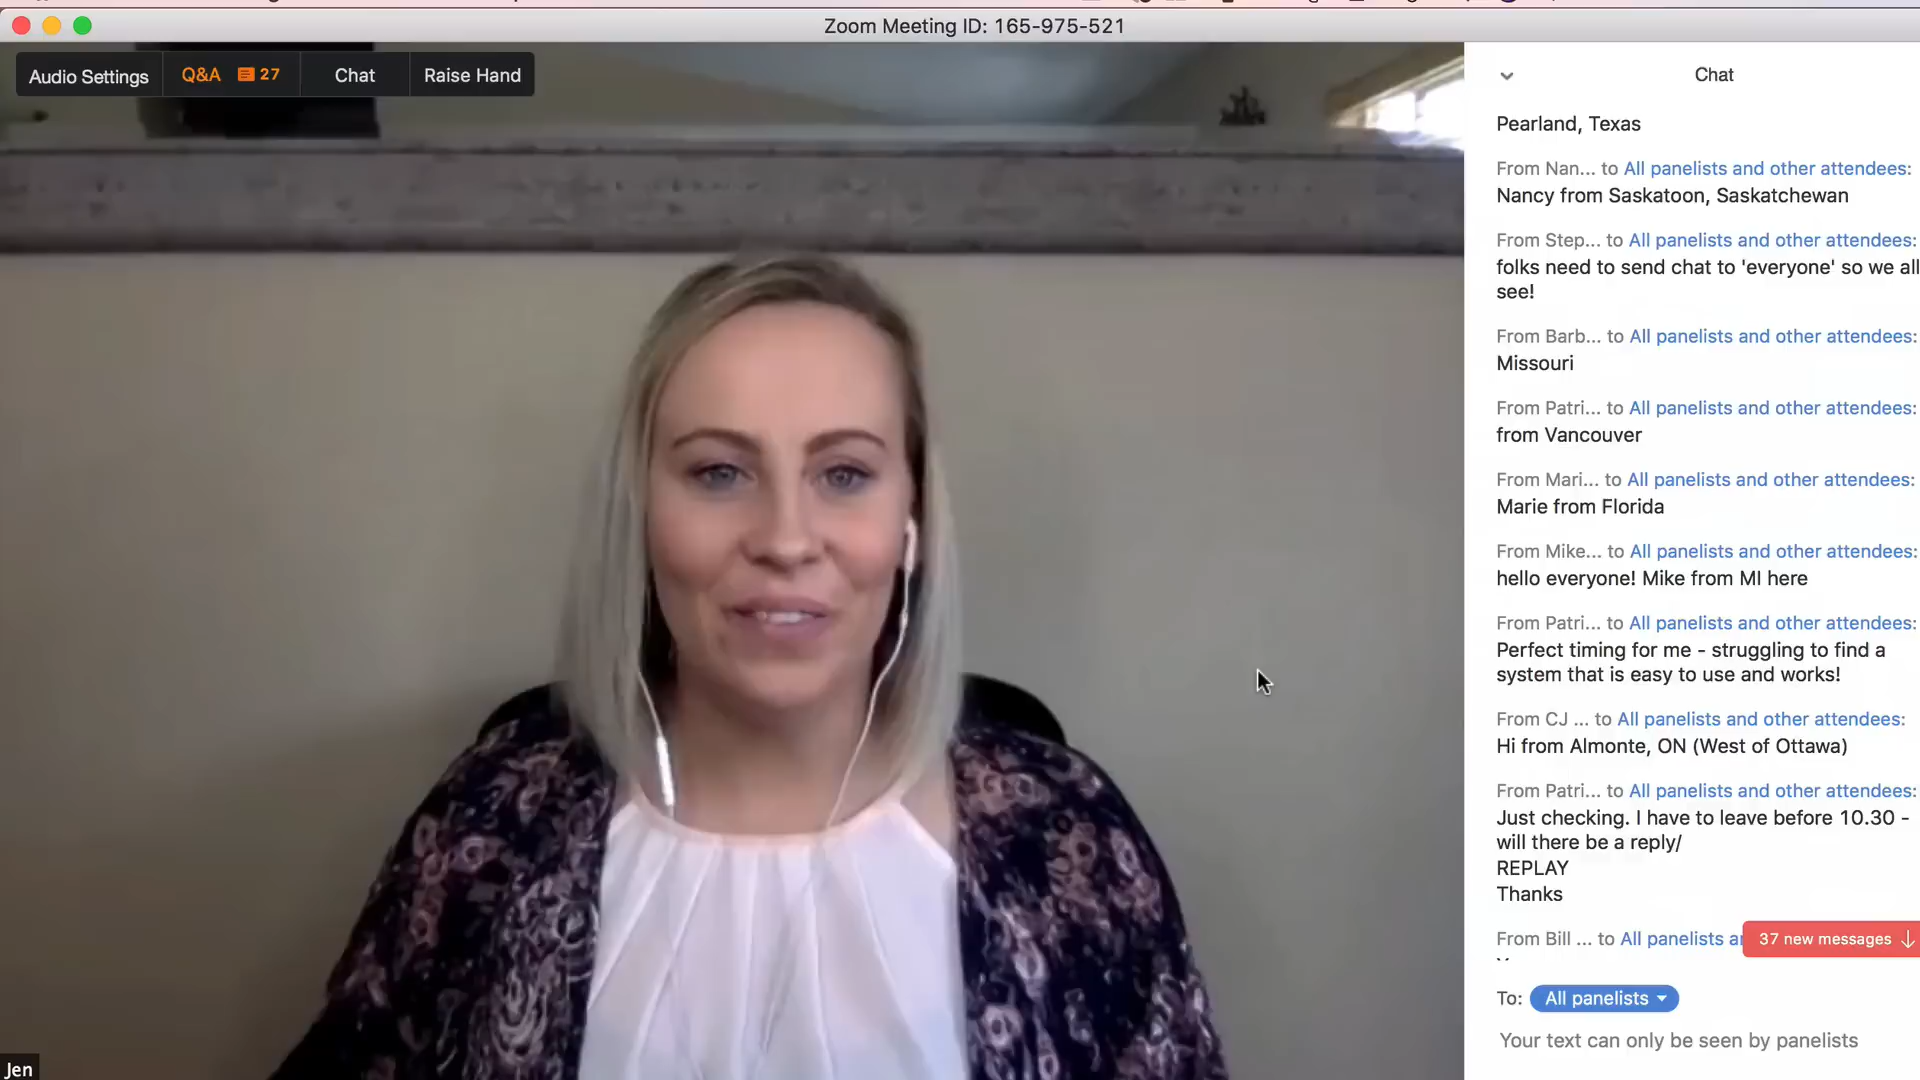 Zoom Meeting ID: 165-975-521
Audio Settings
Q&A 27
Chat
Raise Hand
Chat
Pearland, Texas
From Nan... to All panelists and other attendees:
Nancy from Saskatoon, Saskatchewan
From Step... to All panelists and other attendees:
folks need to send chat to 'everyone' so we all
see!
From Barb... to All panelists and other attendees:
Missouri
From Patri... to All panelists and other attendees:
from Vancouver
From Mari... to All panelists and other attendees:
Marie from Florida
From Mike... to All panelists and other attendees:
hello everyone! Mike from MI here
From Patri... to All panelists and other attendees:
Perfect timing for me - struggling to find a
system that is easy to use and works!
From CJ ... to All panelists and other attendees:
Hi from Almonte, ON (West of Ottawa)
From Patri... to All panelists and other attendees:
Just checking. I have to leave before 10.30 -
will there be a reply/
REPLAY
Thanks
From Bill ... to All panelists
37 new messages
To: All panelists
Your text can only be seen by panelists
Jen